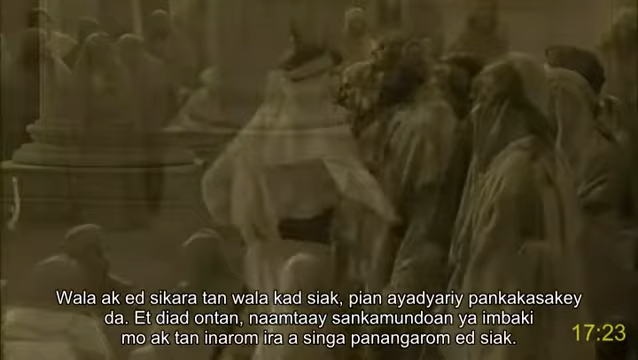 Wala ak ed sikara tan wala kad siak, pian ayadyariy pankakasakey
da. Et diad ontan, naamtaay sankamundoan ya imbaki
mo ak tan inarom ira a singa panangarom ed siak.
17:23